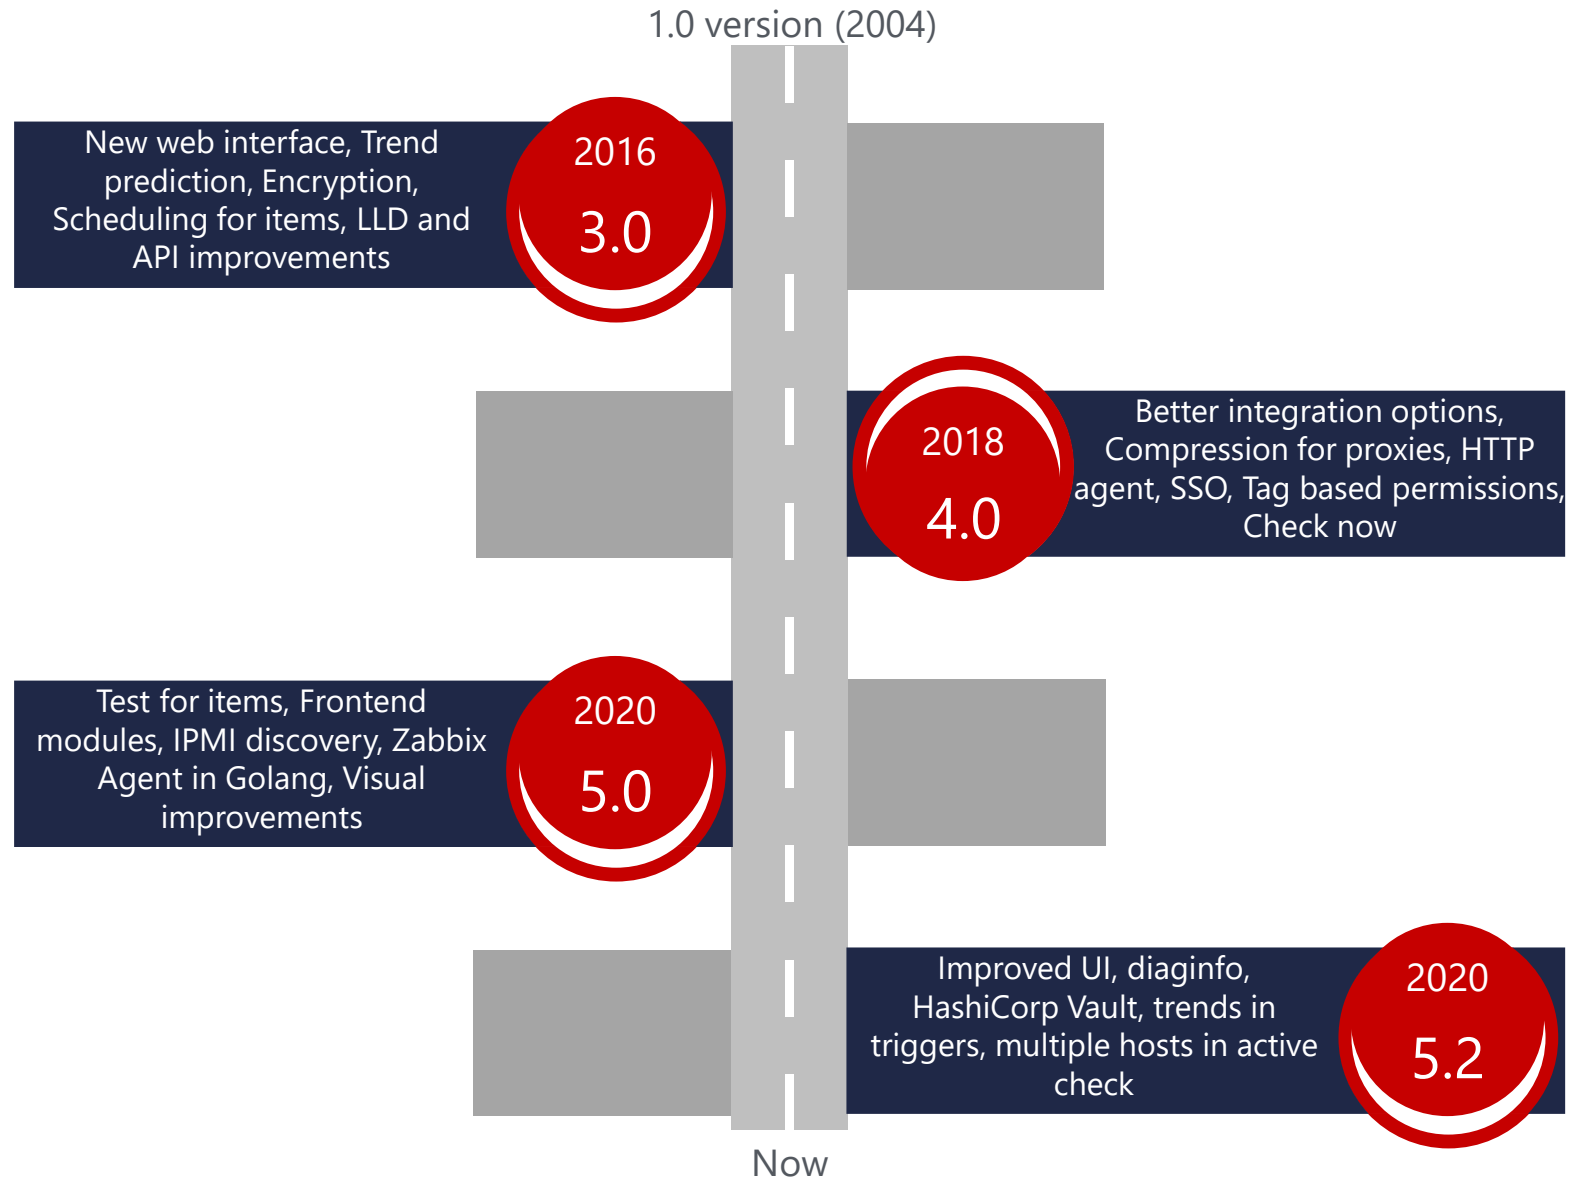 1.0 version (2004)
New web interface, Trend
prediction, Encryption,
Scheduling for items, LLD and
API improvements
2016
3.0
2018
4.0
Better integration options,
Compression for proxies, HTTP
agent, SSO, Tag based permissions,
Check now
Test for items, Frontend
modules, IPMI discovery, Zabbix
Agent in Golang, Visual
improvements
2020
5.0
Improved UI, diaginfo,
HashiCorp Vault, trends in
triggers, multiple hosts in active
check
2020
5.2
Now